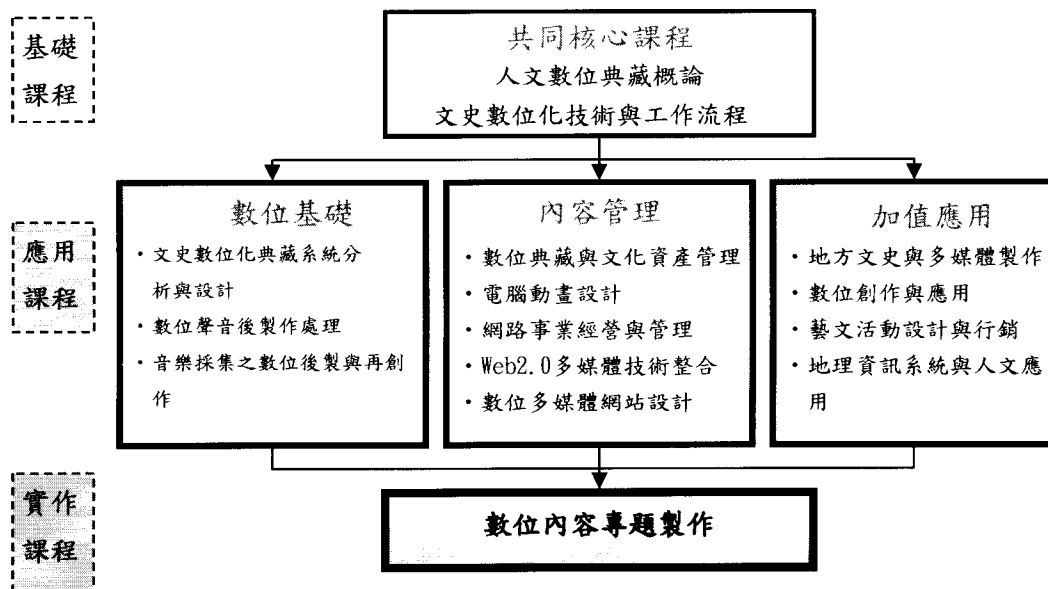 基礎
課程
共同核心課程
人文數位典藏概論
文史數位化技術與工作流程
應用
課程
數位基礎
・文史數位化典藏系統分
析與設計
・數位聲音後製作處理
・音樂採集之數位後製與再創
作
內容管理
・數位典藏與文化資產管理
・電腦動畫設計
・網路事業經營與管理
・Web2.0多媒體技術整合
・數位多媒體網站設計
加值應用
・地方文史與多媒體製作
・數位創作與應用
・藝文活動設計與行銷
・地理資訊系統與人文應
用
實作
課程
數位內容專題製作